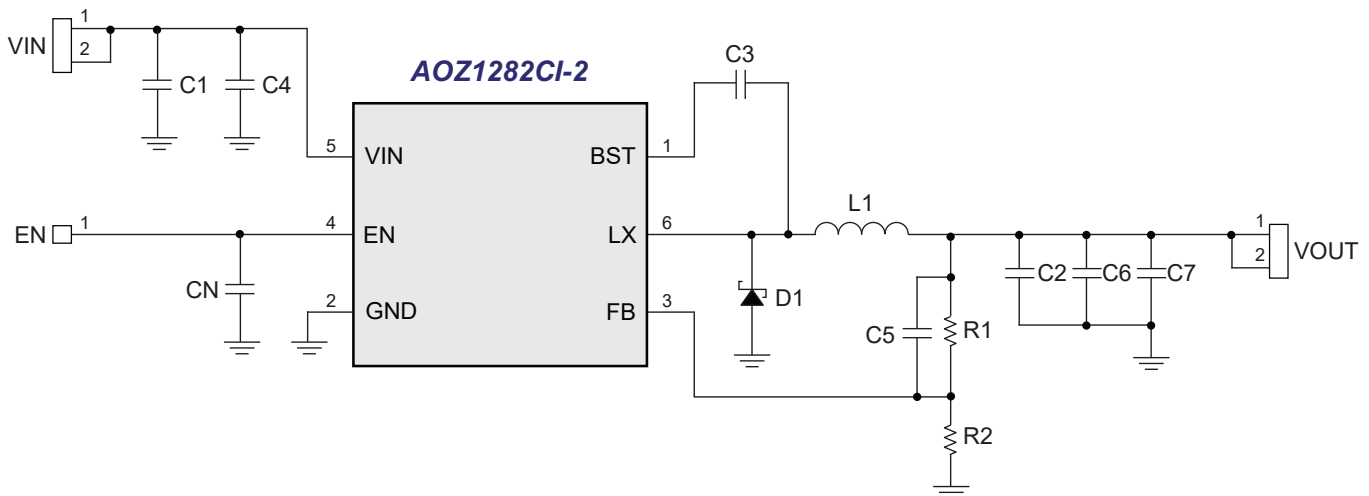 AOZ1282CI-2
VIN
1
2
C1
C4
C3
5
VIN
BST
1
EN
1
4
EN
LX
6
L1
1
2
VOUT
CN
D1
C2
C6
C7
2
GND
FB
3
C5
R1
R2